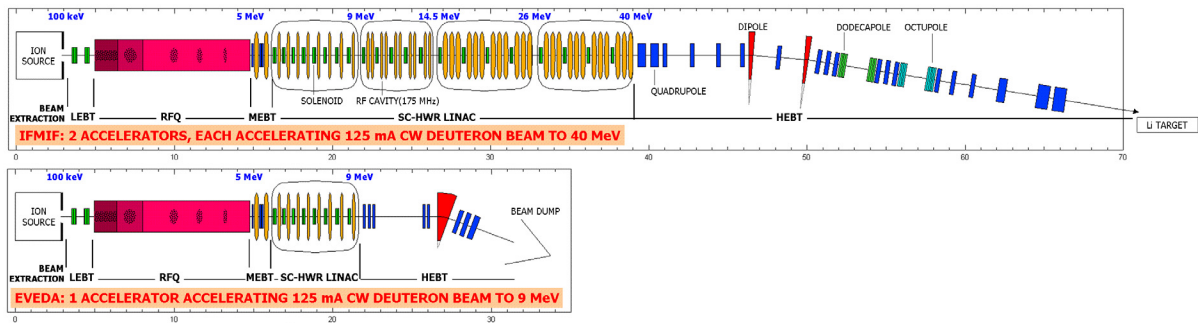 100 keV 5 MeV 9 MeV 14.5 MeV 26 MeV 40 MeV
DIPOLE
DODECAPOLE OCTUPOLE
ION
SOURCE
SOLENOID RF CAVITY(175 MHz)
QUADRUPOLE
BEAM
EXTRACTION LEBT RFQ MEBT SC-HWR LINAC HEBT
Li TARGET
IFMIF: 2 ACCELERATORS, EACH ACCELERATING 125 mA CW DEUTERON BEAM TO 40 MeV
0 10 20 30 40 50 60 70
100 keV 5 MeV 9 MeV
ION
SOURCE
BEAM DUMP
BEAM
EXTRACTION LEBT RFQ MEBT SC-HWR LINAC HEBT
EVEDA: 1 ACCELERATOR ACCELERATING 125 mA CW DEUTERON BEAM TO 9 MeV
0 10 20 30